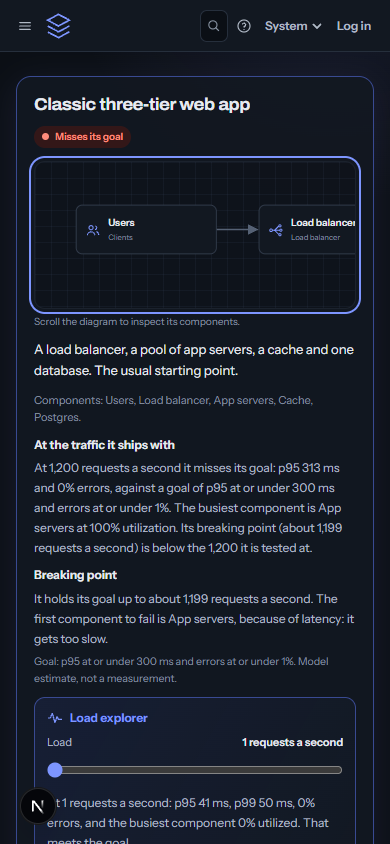 System
Log in
Classic three-tier web app
Misses its goal
Users
Clients
Load balancer
Load balancer
Scroll the diagram to inspect its components.
A load balancer, a pool of app servers, a cache and one
database. The usual starting point.
Components: Users, Load balancer, App servers, Cache,
Postgres.
At the traffic it ships with
At 1,200 requests a second it misses its goal: p95 313 ms
and 0% errors, against a goal of p95 at or under 300 ms
and errors at or under 1%. The busiest component is App
servers at 100% utilization. Its breaking point (about 1,199
requests a second) is below the 1,200 it is tested at.
Breaking point
It holds its goal up to about 1,199 requests a second. The
first component to fail is App servers, because of latency: it
gets too slow.
Goal: p95 at or under 300 ms and errors at or under 1%. Model
estimate, not a measurement.
Load explorer
Load
1 requests a second
N
At 1 requests a second: p95 41 ms, p99 50 ms, 0%
errors, and the busiest component 0% utilized. That
meets the goal.